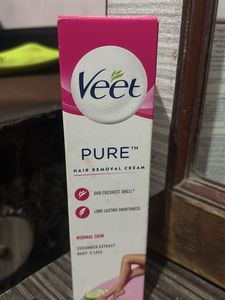 Veet
PURE™
HAIR REMOVAL CREAM
OUR FRESHEST SMELL*
LONG LASTING SMOOTHNESS
NORMAL SKIN
CUCUMBER EXTRACT
BODY & LEGS